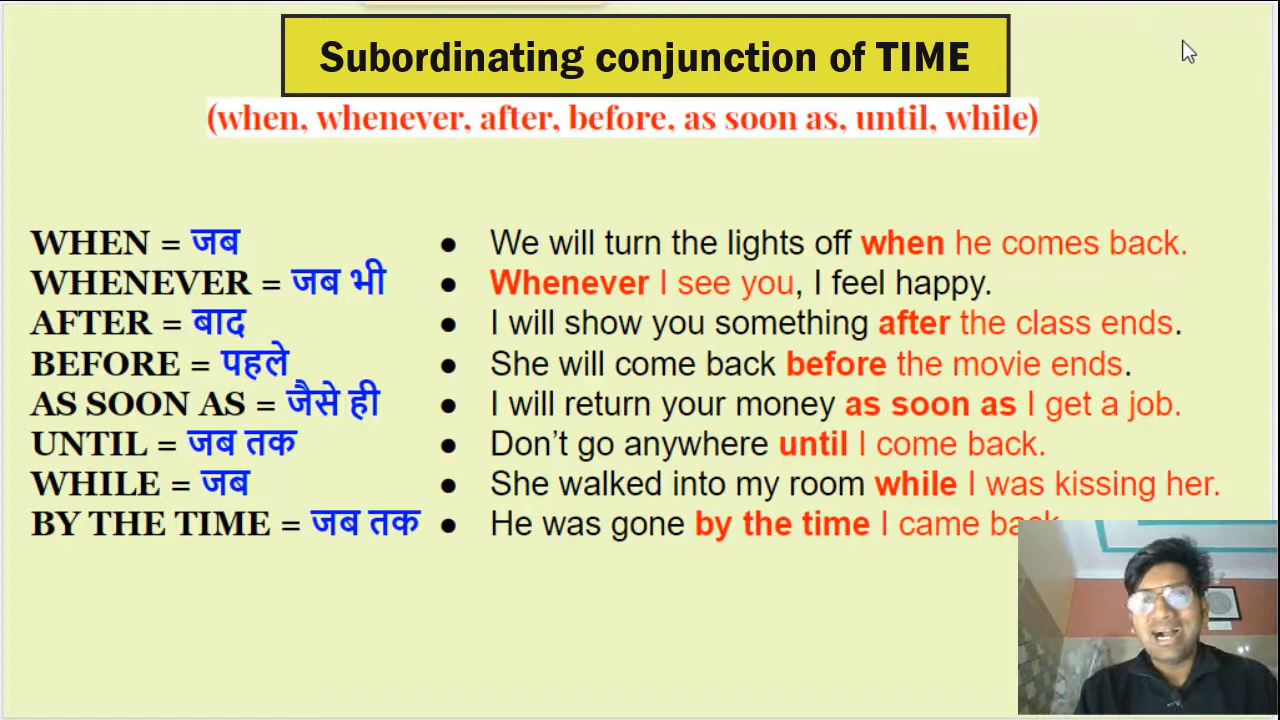 Subordinating conjunction of TIME
(when, whenever, after, before, as soon as, until, while)
WHEN = जब ● We will turn the lights off when he comes back.
WHENEVER = जब भी ● Whenever I see you, I feel happy.
AFTER = बाद ● I will show you something after the class ends.
BEFORE = पहले ● She will come back before the movie ends.
AS SOON AS = जैसे ही ● I will return your money as soon as I get a job.
UNTIL = जब तक ● Don't go anywhere until I come back.
WHILE = जब ● She walked into my room while I was kissing her.
BY THE TIME = जब तक ● He was gone by the time I came